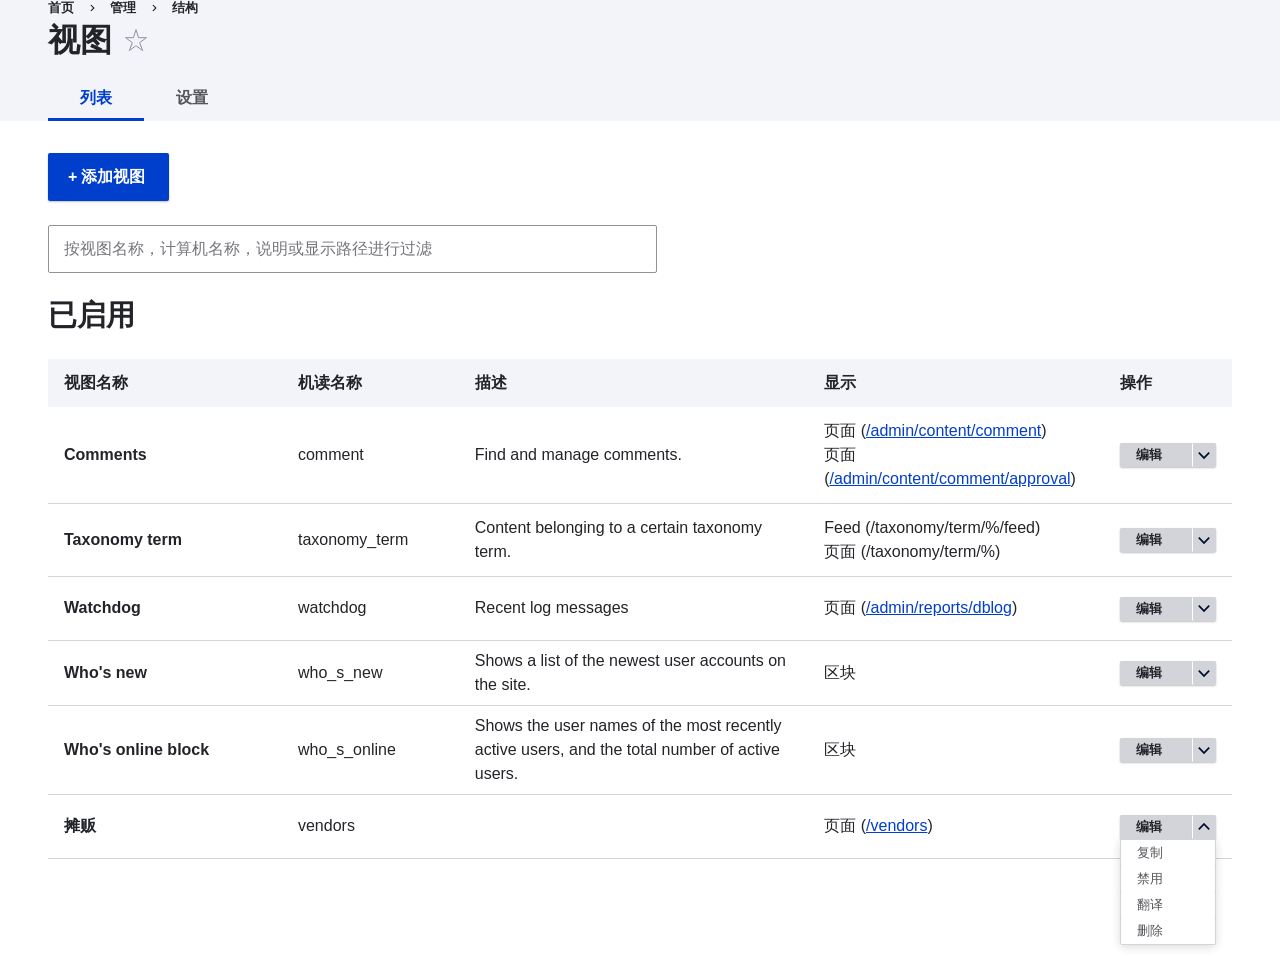 首页 › 管理 › 结构
视图 ☆
列表 设置
+ 添加视图
按视图名称，计算机名称，说明或显示路径进行过滤
已启用
视图名称 机读名称 描述 显示 操作
Comments comment Find and manage comments. 页面 (/admin/content/comment)
页面
(/admin/content/comment/approval) 编辑
Taxonomy term taxonomy_term Content belonging to a certain taxonomy
term. Feed (/taxonomy/term/%/feed)
页面 (/taxonomy/term/%) 编辑
Watchdog watchdog Recent log messages 页面 (/admin/reports/dblog) 编辑
Who's new who_s_new Shows a list of the newest user accounts on
the site. 区块 编辑
Who's online block who_s_online Shows the user names of the most recently
active users, and the total number of active
users. 区块 编辑
摊贩 vendors 页面 (/vendors) 编辑
复制
禁用
翻译
删除